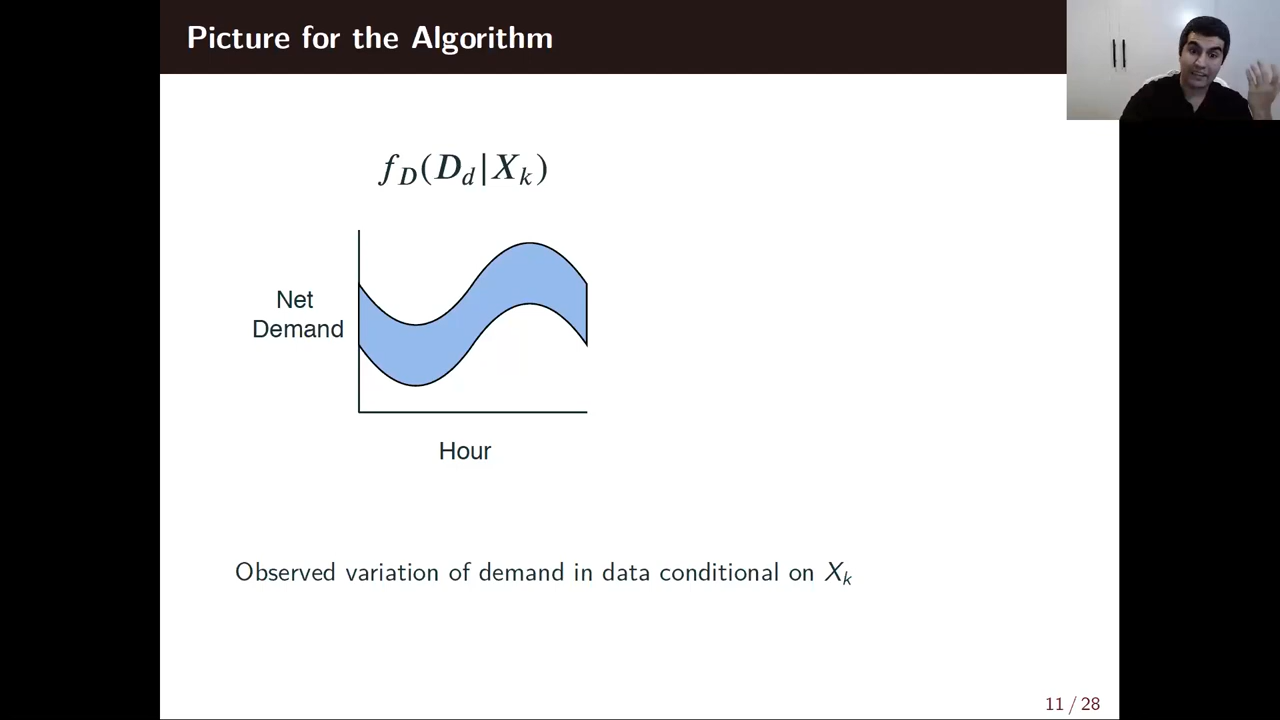 Picture for the Algorithm
f_D(D_d|X_k)
Net
Demand
Hour
Observed variation of demand in data conditional on X_k
11 / 28